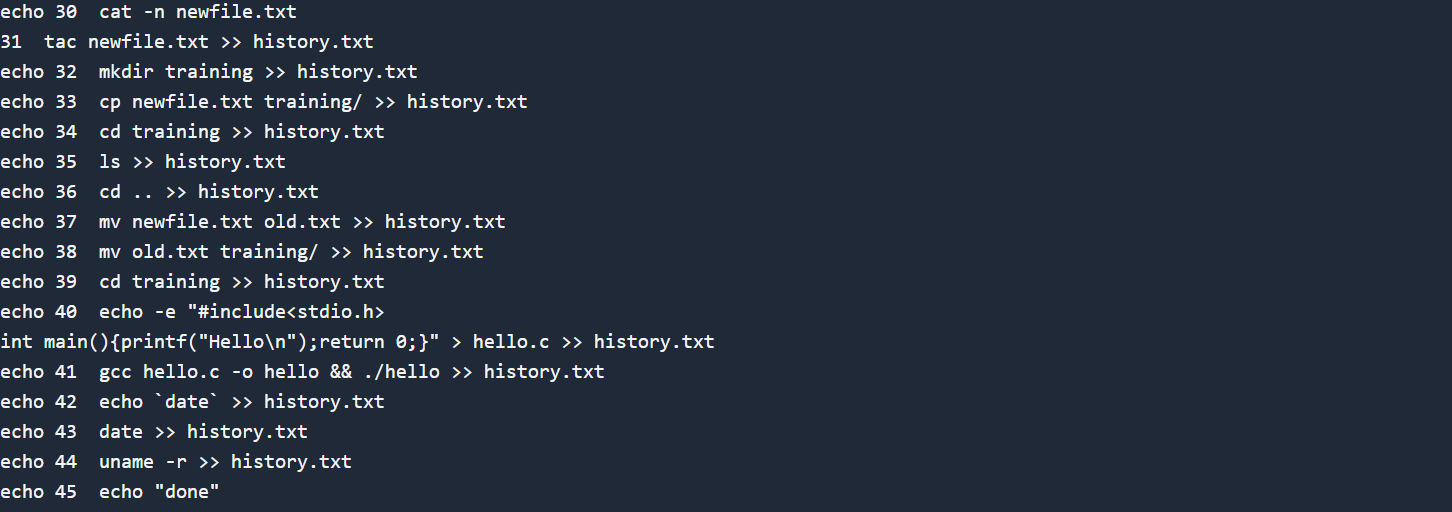 echo 30  cat -n newfile.txt
31  tac newfile.txt >> history.txt
echo 32  mkdir training >> history.txt
echo 33  cp newfile.txt training/ >> history.txt
echo 34  cd training >> history.txt
echo 35  ls >> history.txt
echo 36  cd .. >> history.txt
echo 37  mv newfile.txt old.txt >> history.txt
echo 38  mv old.txt training/ >> history.txt
echo 39  cd training >> history.txt
echo 40  echo -e "#include<stdio.h>
int main(){printf("Hello\n");return 0;}" > hello.c >> history.txt
echo 41  gcc hello.c -o hello && ./hello >> history.txt
echo 42  echo `date` >> history.txt
echo 43  date >> history.txt
echo 44  uname -r >> history.txt
echo 45  echo "done"